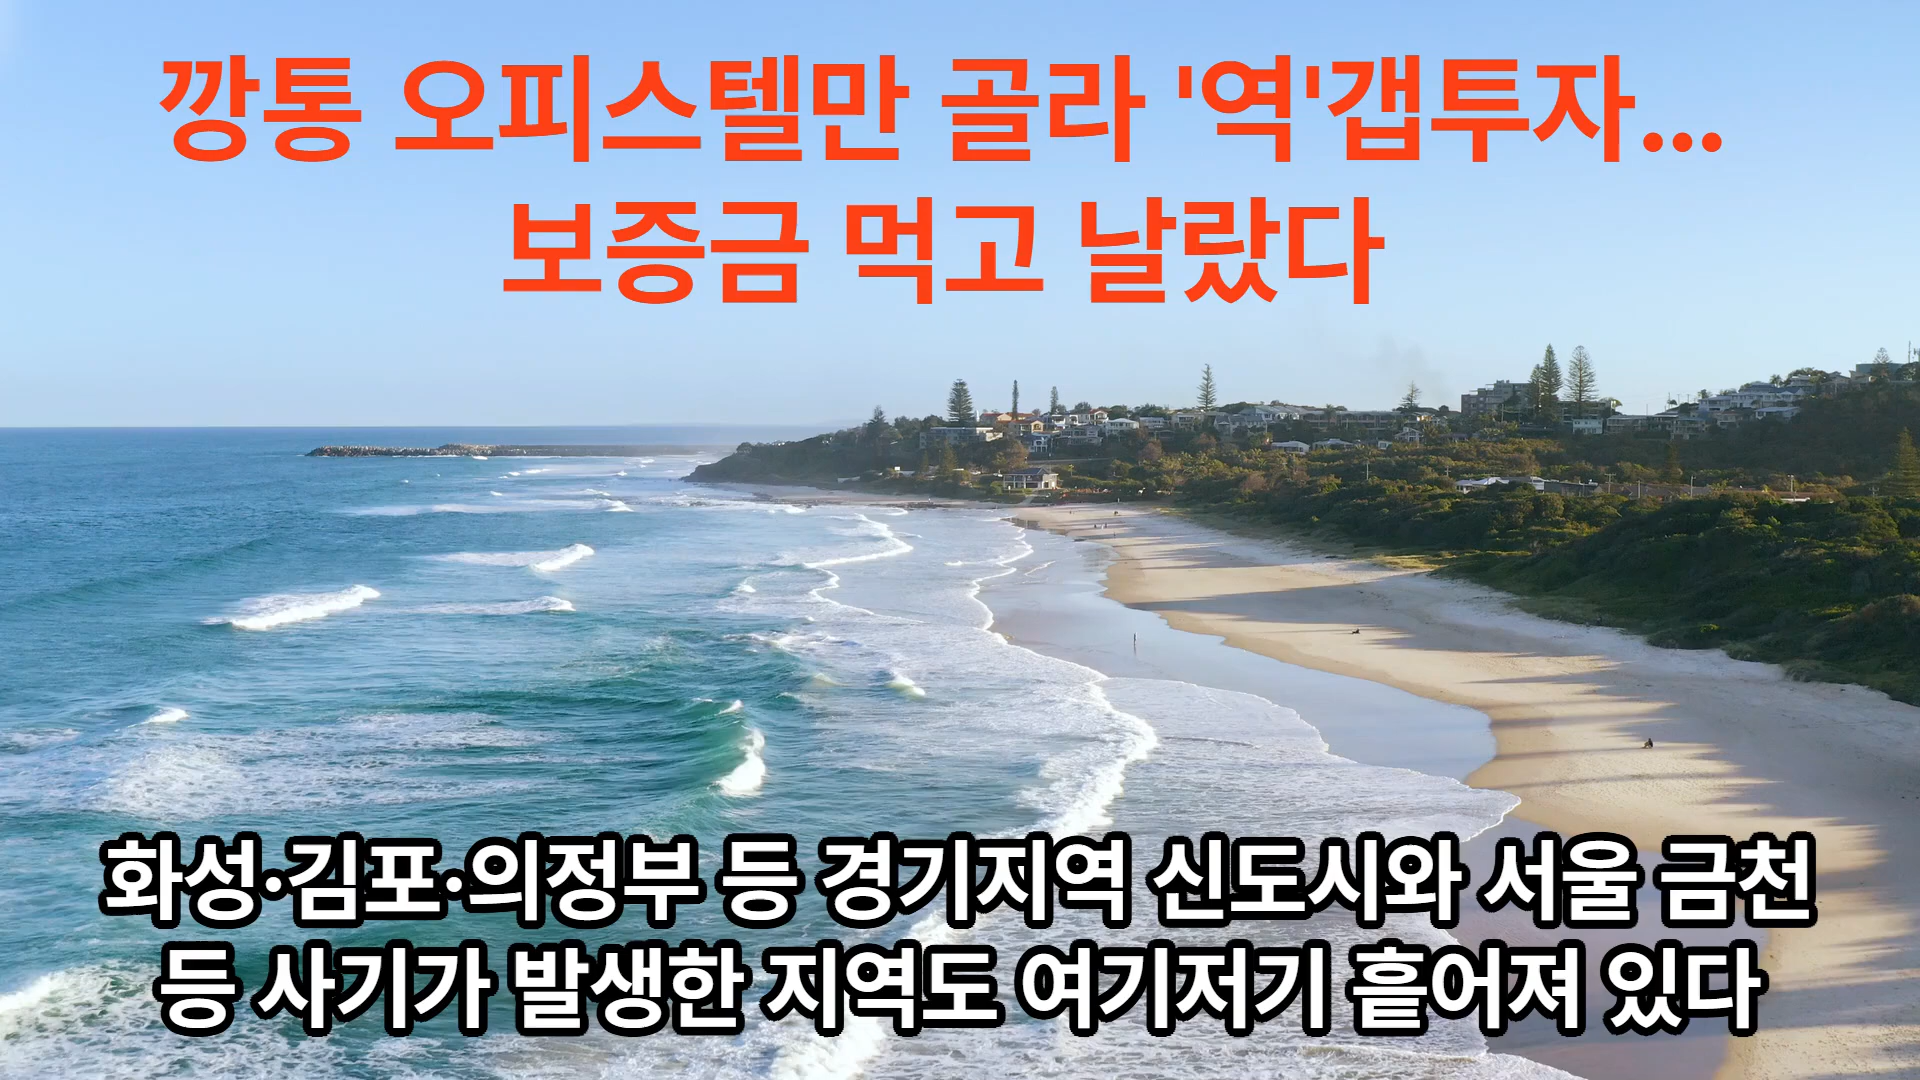 깡통 오피스텔만 골라 '역'갭투자...
보증금 먹고 날랐다
화성·김포·의정부 등 경기지역 신도시와 서울 금천
등 사기가 발생한 지역도 여기저기 흩어져 있다